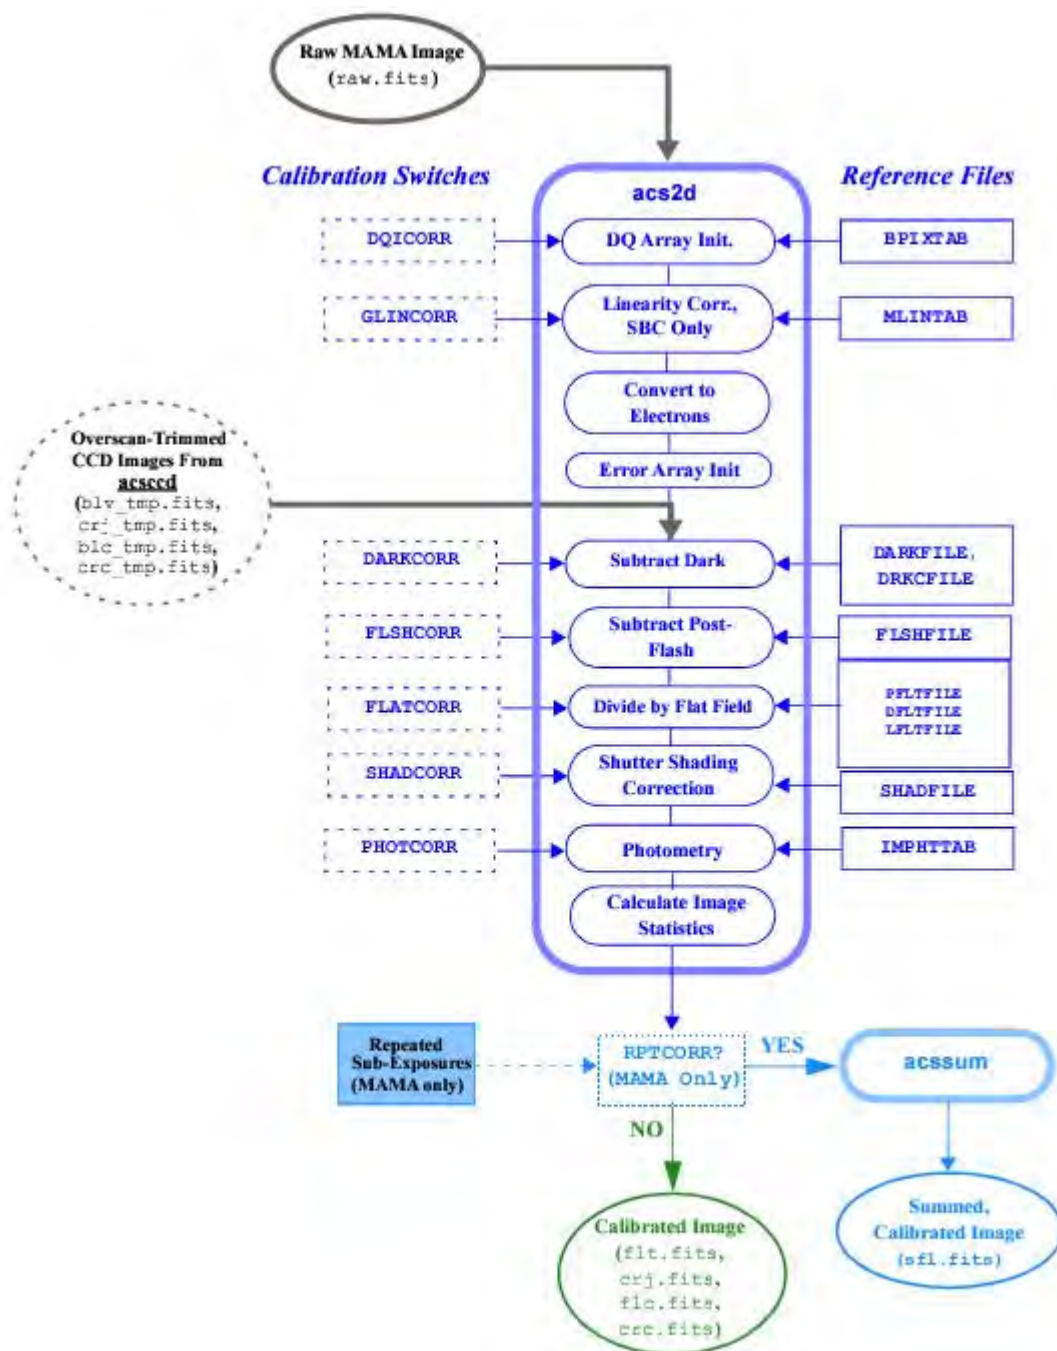 Raw MAMA Image
(raw.fits)
Calibration Switches
Reference Files
acs2d
DQICORR
DQ Array Init.
BPIXTAB
GLINCORR
Linearity Corr.,
SBC Only
MLINTAB
Convert to
Electrons
Overscan-Trimmed
CCD Images From
acsccd
(blv_tmp.fits,
crj_tmp.fits,
blc_tmp.fits,
crc_tmp.fits)
Error Array Init
DARKCORR
Subtract Dark
DARKFILE,
DRKCFILE
FLSHCORR
Subtract Post-
Flash
FLSHFILE
FLATCORR
Divide by Flat Field
PFLTFILE
DFLTFILE
LFLTFILE
SHADCORR
Shutter Shading
Correction
SHADFILE
PHOTCORR
Photometry
IMPHTTAB
Calculate Image
Statistics
Repeated
Sub-Exposures
(MAMA only)
RPTCORR?
(MAMA Only)
YES
acssum
NO
Calibrated Image
(flt.fits,
crj.fits,
flc.fits,
crc.fits)
Summed,
Calibrated Image
(sfl.fits)